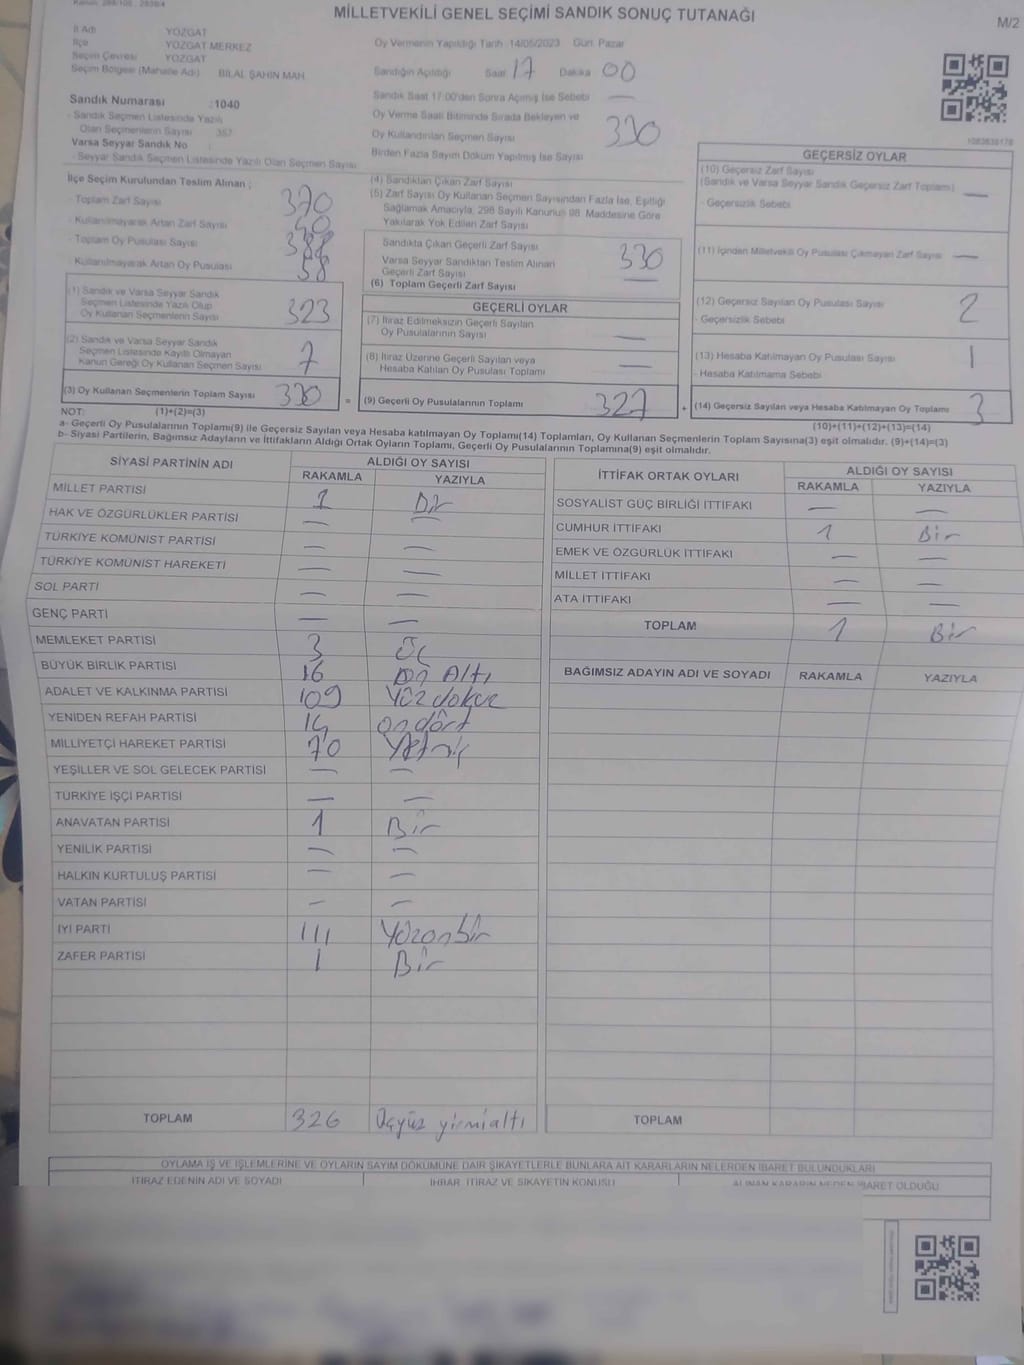 MİLLETVEKİLİ GENEL SEÇİMİ SANDIK SONUÇ TUTANAĞI
M/2
İl Adı YOZGAT
İlçe YOZGAT MERKEZ
Seçim Çevresi YOZGAT
Seçim Bölgesi (Mahalle Adı) BİLAL ŞAHİN MAH.
Sandık Numarası :1040
- Sandık Seçmen Listesinde Yazılı
Olan Seçmenlerin Sayısı 357
Varsa Seyyar Sandık No :
- Seyyar Sandık Seçmen Listesinde Yazılı Olan Seçmen Sayısı
Oy Vermenin Yapıldığı Tarih :14/05/2023 Gün: Pazar
Sandığın Açıldığı Saat 17 Dakika 00
Sandık Saat 17:00'den Sonra Açılmış İse Sebebi —
Oy Verme Saati Bitiminde Sırada Bekleyen ve
Oy Kullandırılan Seçmen Sayısı 330
Birden Fazla Sayım Döküm Yapılmış İse Sayısı
İlçe Seçim Kurulundan Teslim Alınan ;
- Toplam Zarf Sayısı 370
- Kullanılmayarak Artan Zarf Sayısı 40
- Toplam Oy Pusulası Sayısı 388
- Kullanılmayarak Artan Oy Pusulası 58
(1) Sandık ve Varsa Seyyar Sandık
Seçmen Listesinde Yazılı Olup
Oy Kullanan Seçmenlerin Sayısı 323
(2) Sandık ve Varsa Seyyar Sandık
Seçmen Listesinde Kayıtlı Olmayan
Kanun Gereği Oy Kullanan Seçmen Sayısı 7
(3) Oy Kullanan Seçmenlerin Toplam Sayısı 330 =
(4) Sandıktan Çıkan Zarf Sayısı
(5) Zarf Sayısı Oy Kullanan Seçmen Sayısından Fazla İse, Eşitliği
Sağlamak Amacıyla, 298 Sayılı Kanunun 98. Maddesine Göre
Yakılarak Yok Edilen Zarf Sayısı
Sandıkta Çıkan Geçerli Zarf Sayısı 330
Varsa Seyyar Sandıktan Teslim Alınan
Geçerli Zarf Sayısı —
(6) Toplam Geçerli Zarf Sayısı
GEÇERLİ OYLAR
(7) İtiraz Edilmeksizin Geçerli Sayılan
Oy Pusulalarının Sayısı —
(8) İtiraz Üzerine Geçerli Sayılan veya
Hesaba Katılan Oy Pusulası Toplamı —
(9) Geçerli Oy Pusulalarının Toplamı 327 +
GEÇERSİZ OYLAR
(10) Geçersiz Zarf Sayısı
(Sandık ve Varsa Seyyar Sandık Geçersiz Zarf Toplamı) —
- Geçersizlik Sebebi
(11) İçinden Milletvekili Oy Pusulası Çıkmayan Zarf Sayısı —
(12) Geçersiz Sayılan Oy Pusulası Sayısı 2
- Geçersizlik Sebebi
(13) Hesaba Katılmayan Oy Pusulası Sayısı 1
- Hesaba Katılmama Sebebi
(14) Geçersiz Sayılan veya Hesaba Katılmayan Oy Toplamı 3
NOT: (1)+(2)=(3) (10)+(11)+(12)+(13)=(14)
a- Geçerli Oy Pusulalarının Toplamı(9) ile Geçersiz Sayılan veya Hesaba katılmayan Oy Toplamı(14) Toplamları, Oy Kullanan Seçmenlerin Toplam Sayısına(3) eşit olmalıdır. (9)+(14)=(3)
b- Siyasi Partilerin, Bağımsız Adayların ve İttifakların Aldığı Ortak Oyların Toplamı, Geçerli Oy Pusulalarının Toplamına(9) eşit olmalıdır.
SİYASİ PARTİNİN ADI ALDIĞI OY SAYISI
RAKAMLA YAZIYLA
MİLLET PARTİSİ 1 Bir
HAK VE ÖZGÜRLÜKLER PARTİSİ — —
TÜRKİYE KOMÜNİST PARTİSİ — —
TÜRKİYE KOMÜNİST HAREKETİ — —
SOL PARTİ — —
GENÇ PARTİ — —
MEMLEKET PARTİSİ 3 Üç
BÜYÜK BİRLİK PARTİSİ 16 On Altı
ADALET VE KALKINMA PARTİSİ 109 Yüzdokuz
YENİDEN REFAH PARTİSİ 14 ondört
MİLLİYETÇİ HAREKET PARTİSİ 70 Yetmiş
YEŞİLLER VE SOL GELECEK PARTİSİ — —
TÜRKİYE İŞÇİ PARTİSİ — —
ANAVATAN PARTİSİ 1 Bir
YENİLİK PARTİSİ — —
HALKIN KURTULUŞ PARTİSİ — —
VATAN PARTİSİ — —
İYİ PARTİ 111 Yüzonbir
ZAFER PARTİSİ 1 Bir
TOPLAM 326 Üçyüz yirmialtı
İTTİFAK ORTAK OYLARI ALDIĞI OY SAYISI
RAKAMLA YAZIYLA
SOSYALİST GÜÇ BİRLİĞİ İTTİFAKI — —
CUMHUR İTTİFAKI 1 Bir
EMEK VE ÖZGÜRLÜK İTTİFAKI — —
MİLLET İTTİFAKI — —
ATA İTTİFAKI — —
TOPLAM 1 Bir
BAĞIMSIZ ADAYIN ADI VE SOYADI RAKAMLA YAZIYLA
TOPLAM
OYLAMA İŞ VE İŞLEMLERİNE VE OYLARIN SAYIM DÖKÜMÜNE DAİR ŞİKAYETLERLE BUNLARA AİT KARARLARIN NELERDEN İBARET BULUNDUKLARI
İTİRAZ EDENİN ADI VE SOYADI İHBAR, İTİRAZ VE ŞİKAYETİN KONUSU ALINAN KARARIN NEDEN İBARET OLDUĞU